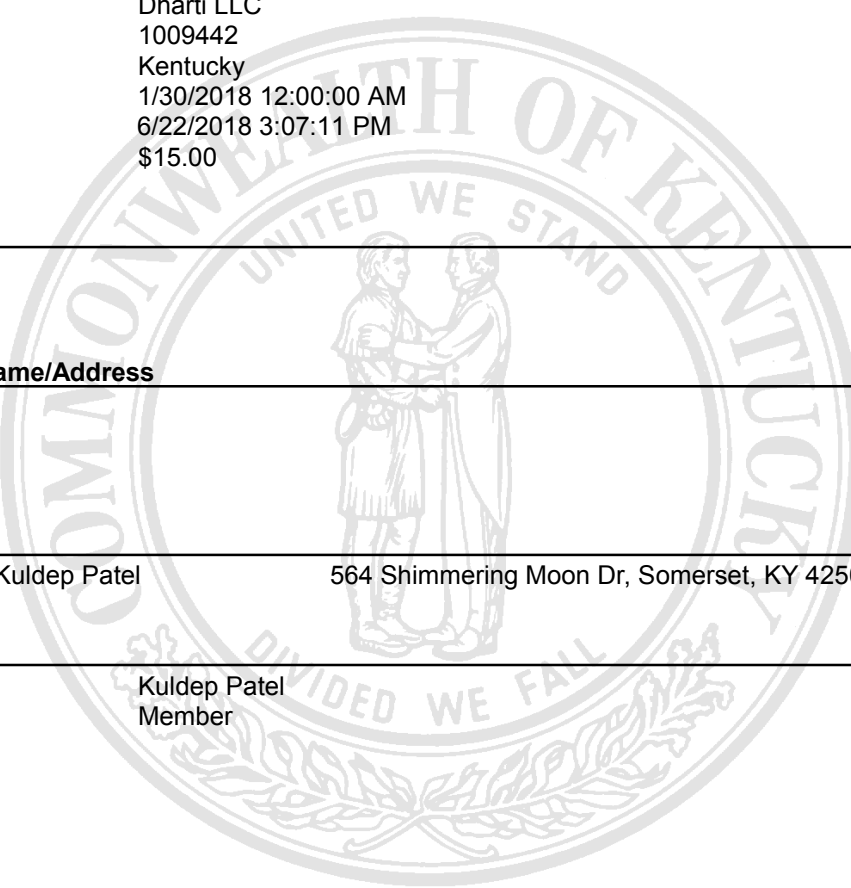 Dharti LLC
1009442
Kentucky
1/30/2018 12:00:00 AM
6/22/2018 3:07:11 PM
$15.00
COMMONWEALTH OF KENTUCKY
UNITED WE STAND
ame/Address
Kuldep Patel 564 Shimmering Moon Dr, Somerset, KY 4250
DIVIDED WE FALL
Kuldep Patel
Member